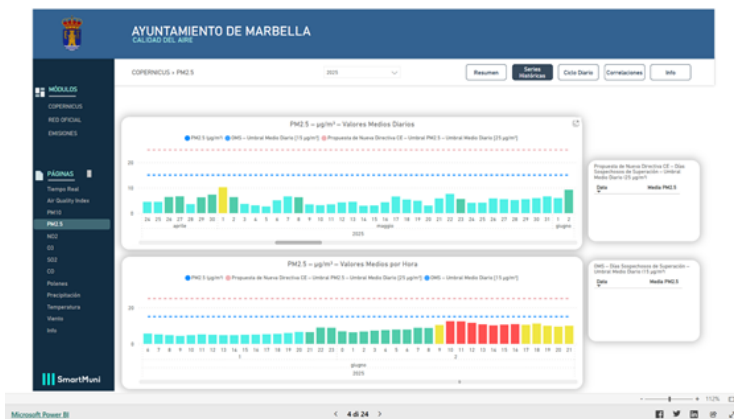 AYUNTAMIENTO DE MARBELLA
CALIDAD DEL AIRE
COPERNICUS > PM2.5
2025
Resumen
Series Históricas
Ciclo Diario
Correlaciones
Info
MÓDULOS
COPERNICUS
RED OFICIAL
EMISIONES
PÁGINAS
Tiempo Real
Air Quality Index
PM10
PM2.5
NO2
O3
SO2
CO
Polenes
Precipitación
Temperatura
Viento
Info
SmartMuni
PM2.5 – µg/m³ – Valores Medios Diarios
PM2.5 (µg/m³) OMS – Umbral Medio Diario (15 µg/m³) Propuesta de Nueva Directiva CE – Umbral PM2.5 – Umbral Medio Diario (25 µg/m³)
20
10
0
24 25 26 27 28 29 30 1 2 3 4 5 6 7 8 9 10 11 12 13 14 15 16 17 18 19 20 21 22 23 24 25 26 27 28 29 30 31 1 2
aprile maggio giugno
2025
Propuesta de Nueva Directiva CE – Días
Sospechosos de Superación – Umbral
Medio Diario (25 µg/m³)
Data Media PM2.5
PM2.5 – µg/m³ – Valores Medios por Hora
PM2.5 (µg/m³) Propuesta de Nueva Directiva CE – Umbral PM2.5 – Umbral Medio Diario (25 µg/m³) OMS – Umbral Medio Diario (15 µg/m³)
20
0
6 7 8 9 10 11 12 13 14 15 16 17 18 19 20 21 22 23 0 1 2 3 4 5 6 7 8 9 10 11 12 13 14 15 16 17 18 19 20 21
1 2
giugno
2025
OMS – Días Sospechosos de Superación –
Umbral Medio Diario (15 µg/m³)
Data Media PM2.5
112%
Microsoft Power BI
4 di 24